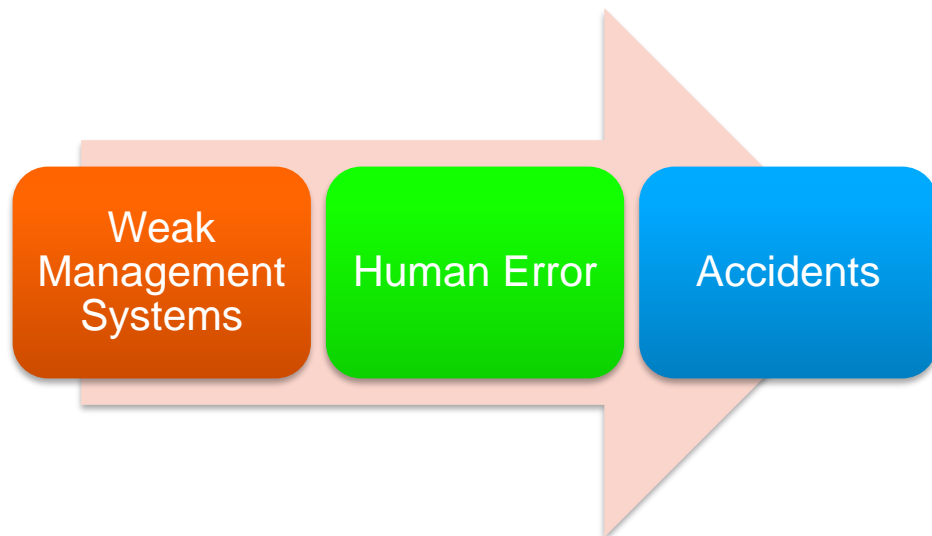 Weak
Management
Systems
Human Error
Accidents